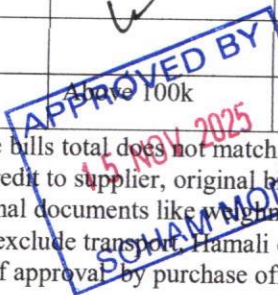 Above 100k
APPROVED BY
15 NOV 2025
SOHAM MO
bills total does not match
edit to supplier, original b
nal documents like
exclude transport, Hamali
f approval by purchase of